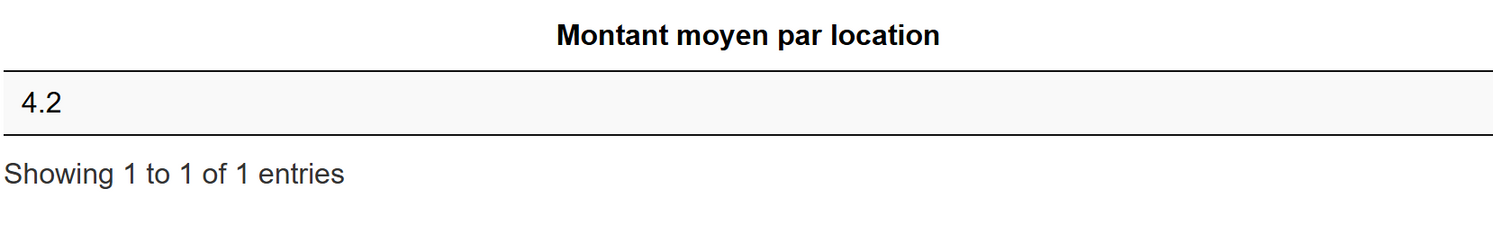 Montant moyen par location
4.2
Showing 1 to 1 of 1 entries